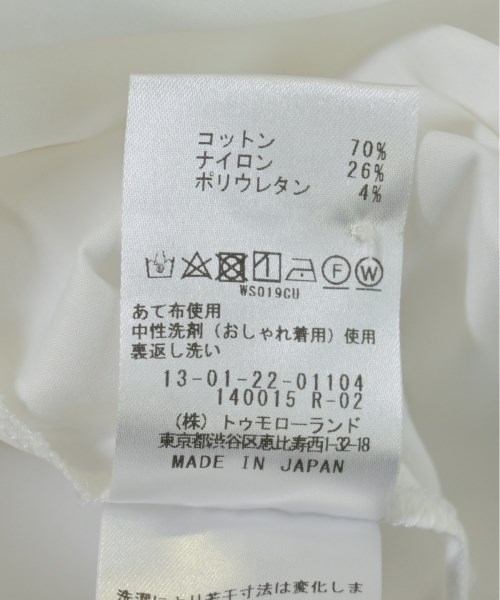 コットン 70%
ナイロン 26%
ポリウレタン 4%
F W
WS019CU
あて布使用
中性洗剤（おしゃれ着用）使用
裏返し洗い
13-01-22-01104
140015 R-02
（株）トゥモローランド
東京都渋谷区恵比寿西1-32-18
MADE IN JAPAN
洗濯により若干寸法は変化しま